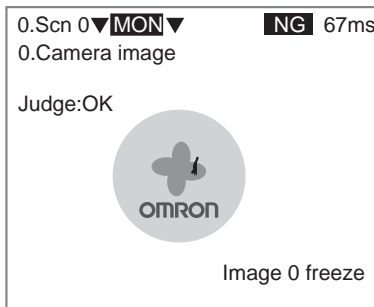 0.Scn 0▼MON▼ NG 67ms
0.Camera image
Judge:OK
OMRON
Image 0 freeze